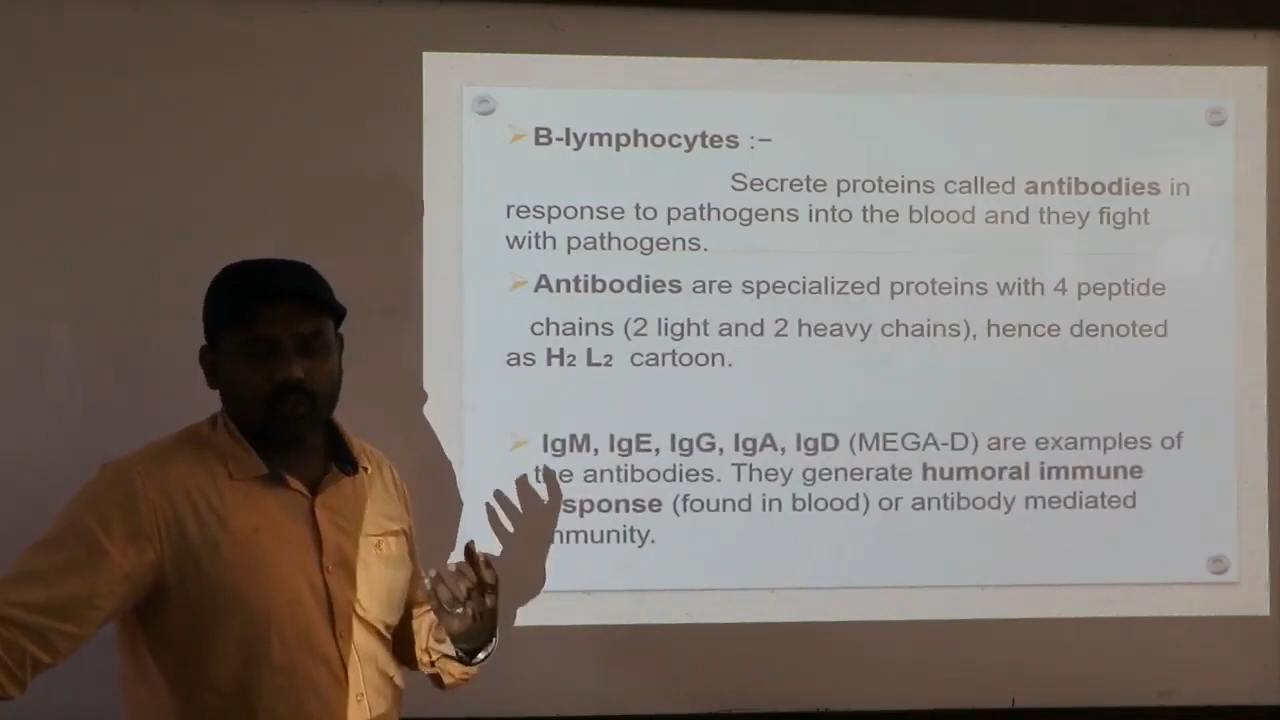 B-lymphocytes :–
Secrete proteins called antibodies in
response to pathogens into the blood and they fight
with pathogens.
Antibodies are specialized proteins with 4 peptide
chains (2 light and 2 heavy chains), hence denoted
as H2 L2 cartoon.
IgM, IgE, IgG, IgA, IgD (MEGA-D) are examples of
the antibodies. They generate humoral immune
sponse (found in blood) or antibody mediated
mmunity.